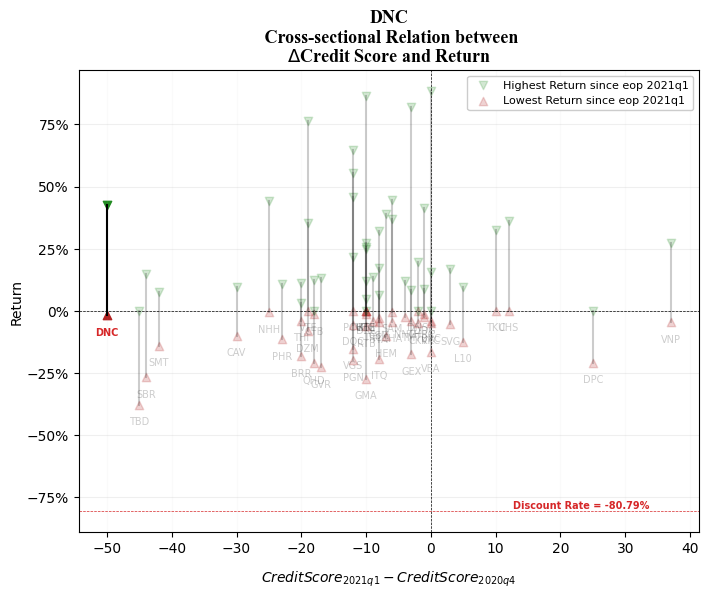 DNC
Cross-sectional Relation between
ΔCredit Score and Return
Highest Return since eop 2021q1
Lowest Return since eop 2021q1
Return
75%
50%
25%
0%
−25%
−50%
−75%
DNC
TBD
SBR
SMT
CAV
NHH
PHR
BRR
DZM
QHD
GVR
VGS
PGN
GMA
ITQ
HEM
GEX
VSA
SVG
L10
TKU
CHS
DPC
VNP
Discount Rate = -80.79%
−50
−40
−30
−20
−10
0
10
20
30
40
CreditScore2021q1 − CreditScore2020q4